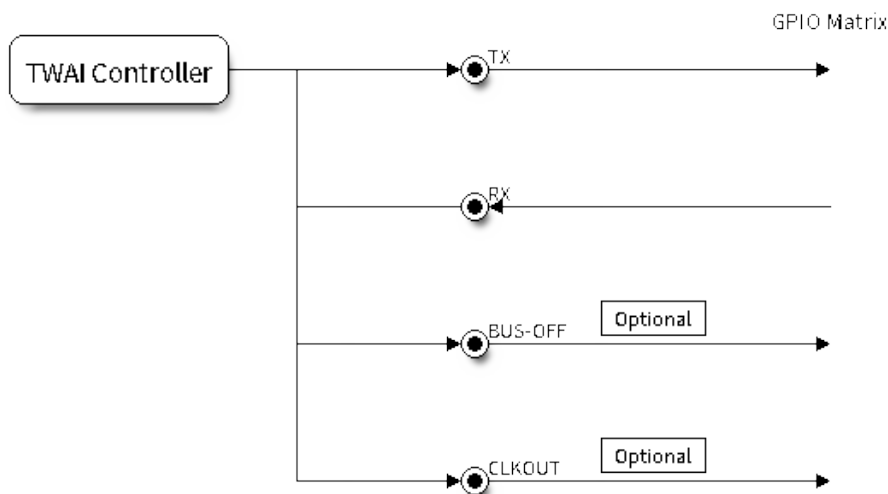 GPIO Matrix
TX
TWAI Controller
RX
BUS-OFF
Optional
CLKOUT
Optional